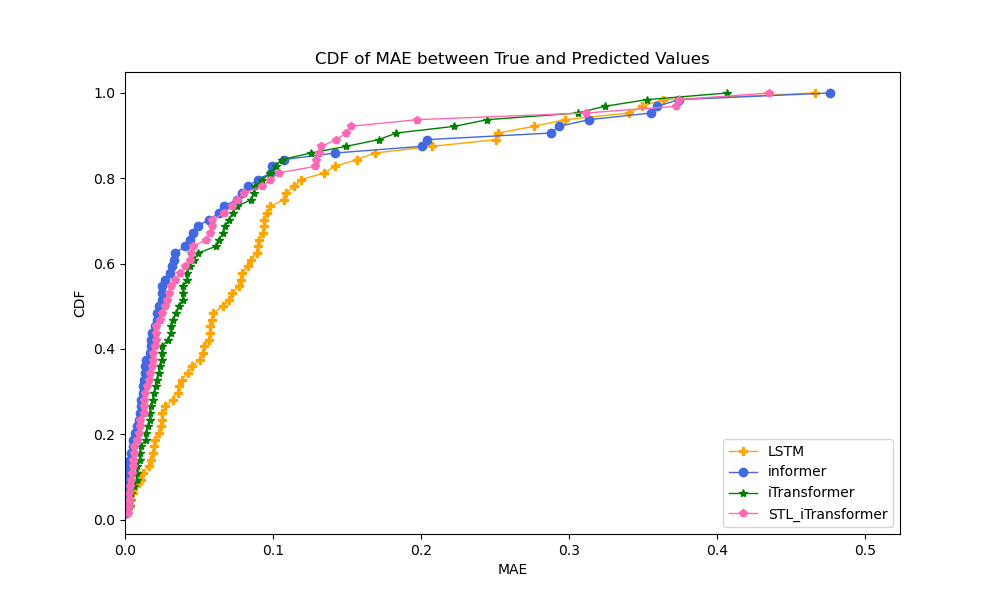 CDF of MAE between True and Predicted Values
1.0
0.8
0.6
0.4
0.2
0.0
CDF
0.0 0.1 0.2 0.3 0.4 0.5
MAE
LSTM
informer
iTransformer
STL_iTransformer